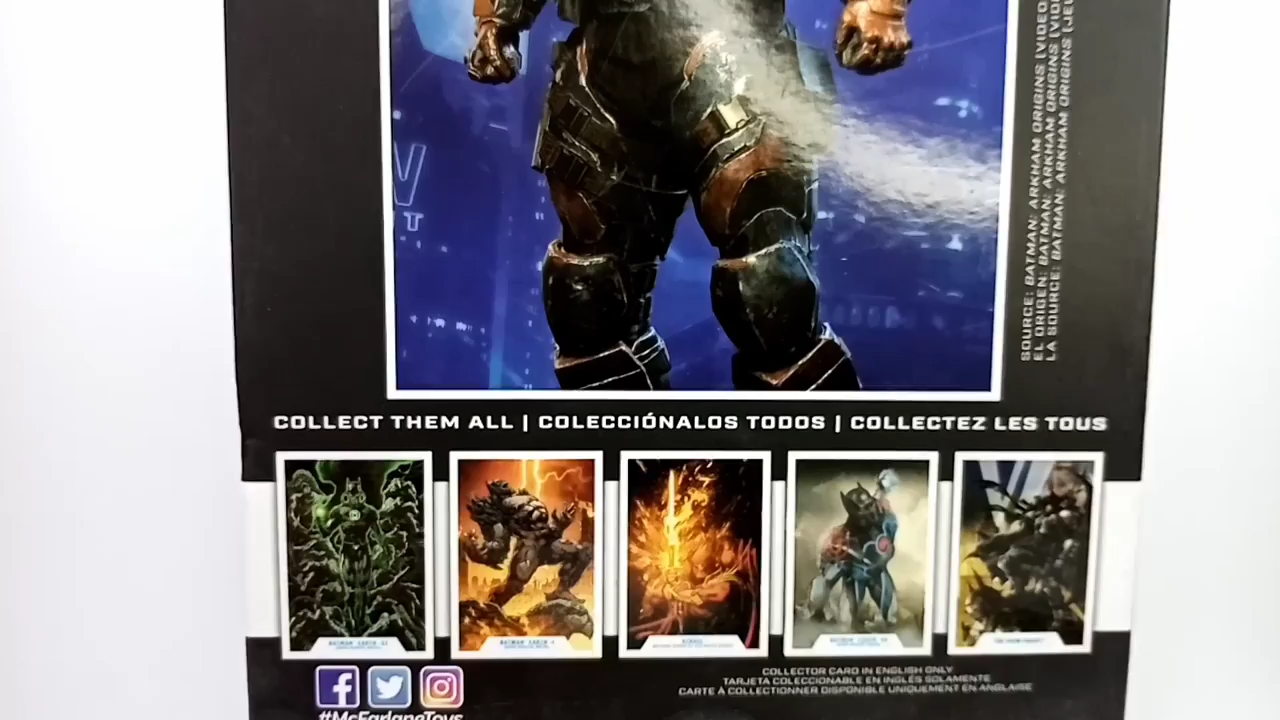 SOURCE: BATMAN: ARKHAM ORIGINS [VIDEO
EL ORIGEN: BATMAN: ARKHAM ORIGINS [VID
LA SOURCE: BATMAN: ARKHAM ORIGINS [JEU
COLLECT THEM ALL | COLECCIÓNALOS TODOS | COLLECTEZ LES TOUS
COLLECTOR CARD IN ENGLISH ONLY
TARJETA COLECCIONABLE EN INGLÉS SOLAMENTE
CARTE À COLLECTIONNER DISPONIBLE UNIQUEMENT EN ANGLAISE
#McFarlaneToys